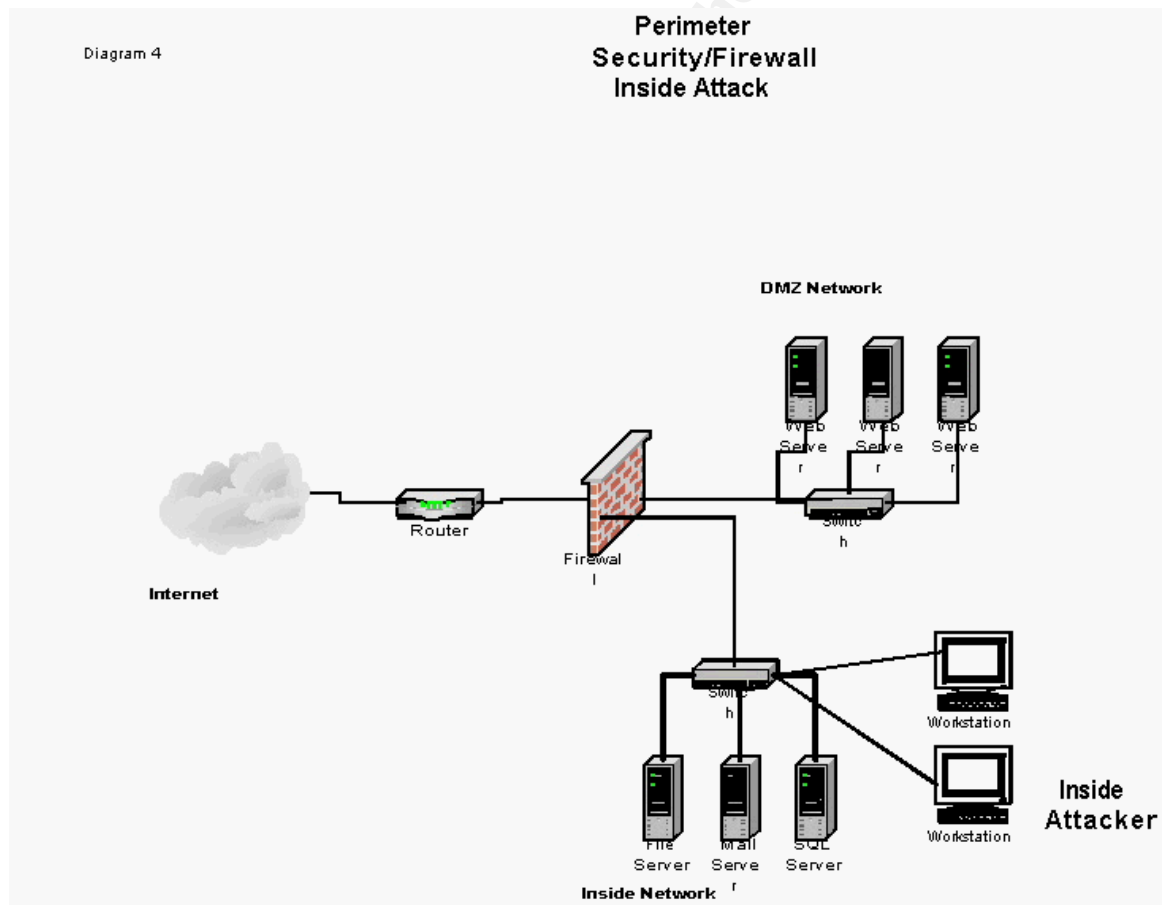 Diagram 4
Perimeter
Security/Firewall
Inside Attack
DMZ Network
Web
Serve
r
Web
Serve
r
Web
Serve
r
Switc
h
Router
Firewal
l
Internet
Switc
h
Workstation
Workstation
Inside
Attacker
File
Server
Mail
Serve
r
SQL
Server
Inside Network